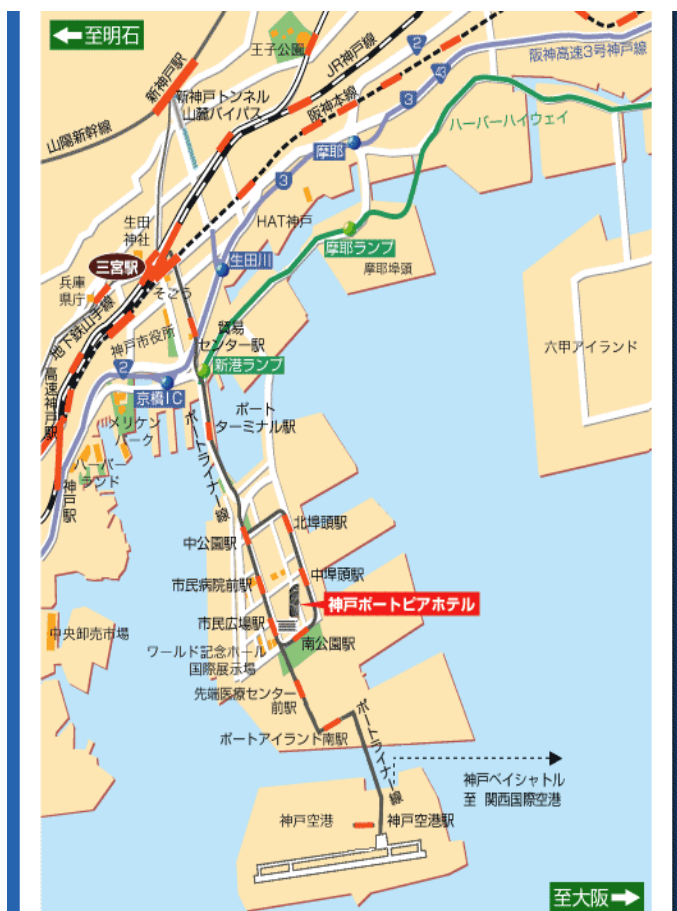 至明石
王子公園
JR神戸線
2
阪神高速3号神戸線
新神戸駅
新神戸トンネル
山麓バイパス
阪神本線
43
3
山陽新幹線
ハーバーハイウェイ
摩耶
3
生田
神社
HAT神戸
摩耶ランプ
三宮駅
生田川
摩耶埠頭
兵庫
県庁
そごう
地下鉄山手線
神戸市役所
貿易
センター駅
六甲アイランド
2
新港ランプ
高速神戸駅
京橋IC
メリケン
パーク
ポート
ターミナル駅
ポートライナー線
ハーバー
ランド
神戸駅
北埠頭駅
中公園駅
市民病院前駅
中埠頭駅
神戸ポートピアホテル
市民広場駅
中央卸売市場
ワールド記念ホール
国際展示場
南公園駅
先端医療センター
前駅
ポートアイランド南駅
ポートライナー線
神戸ベイシャトル
至 関西国際空港
神戸空港
神戸空港駅
至大阪